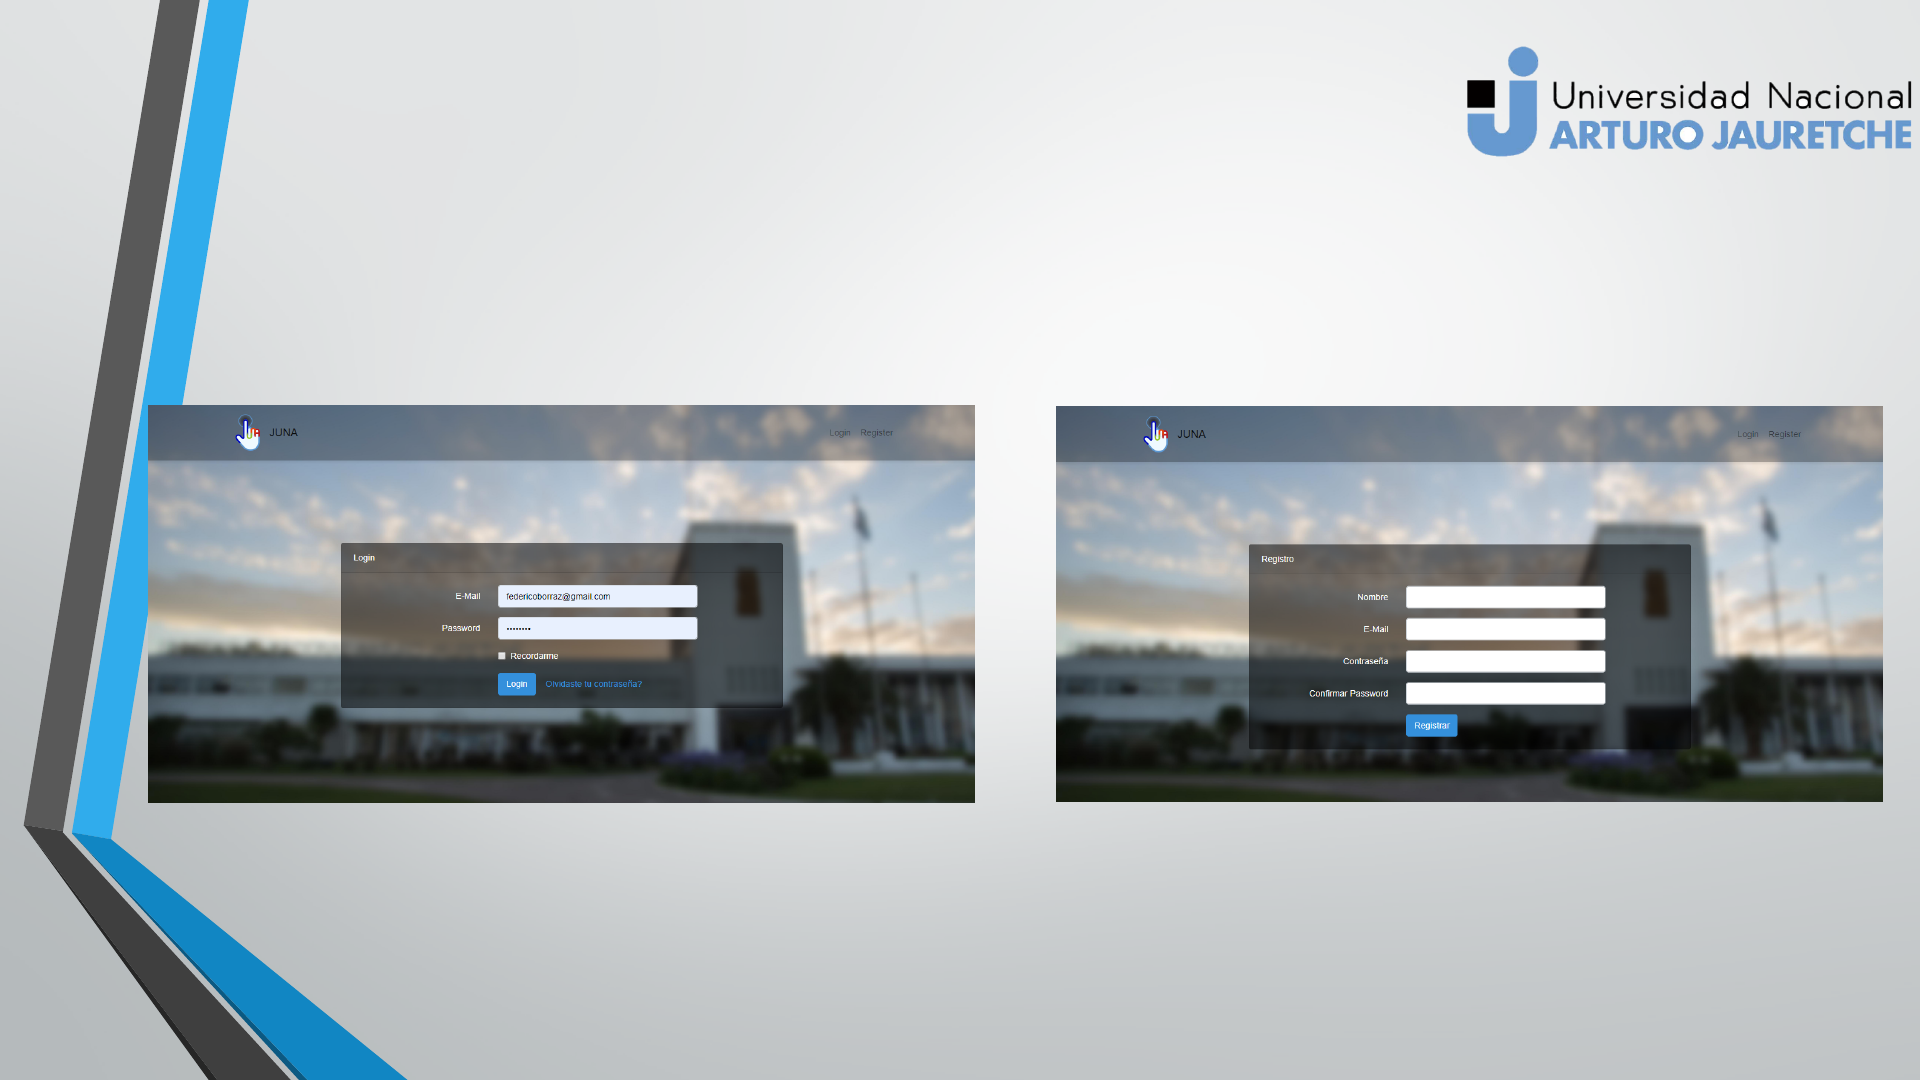 Universidad Nacional
ARTURO JAURETCHE
JUNA
Login Register
Login
E-Mail federicoborraz@gmail.com
Password ••••••••
Recordarme
Login Olvidaste tu contraseña?
JUNA
Login Register
Registro
Nombre
E-Mail
Contraseña
Confirmar Password
Registrar